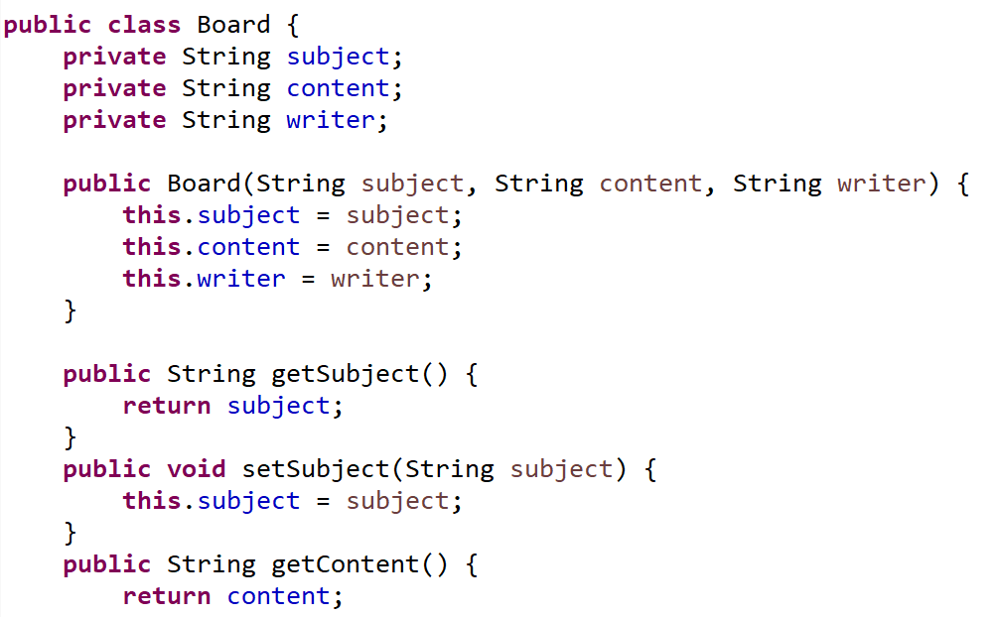 public class Board {
    private String subject;
    private String content;
    private String writer;

    public Board(String subject, String content, String writer) {
        this.subject = subject;
        this.content = content;
        this.writer = writer;
    }

    public String getSubject() {
        return subject;
    }
    public void setSubject(String subject) {
        this.subject = subject;
    }
    public String getContent() {
        return content;